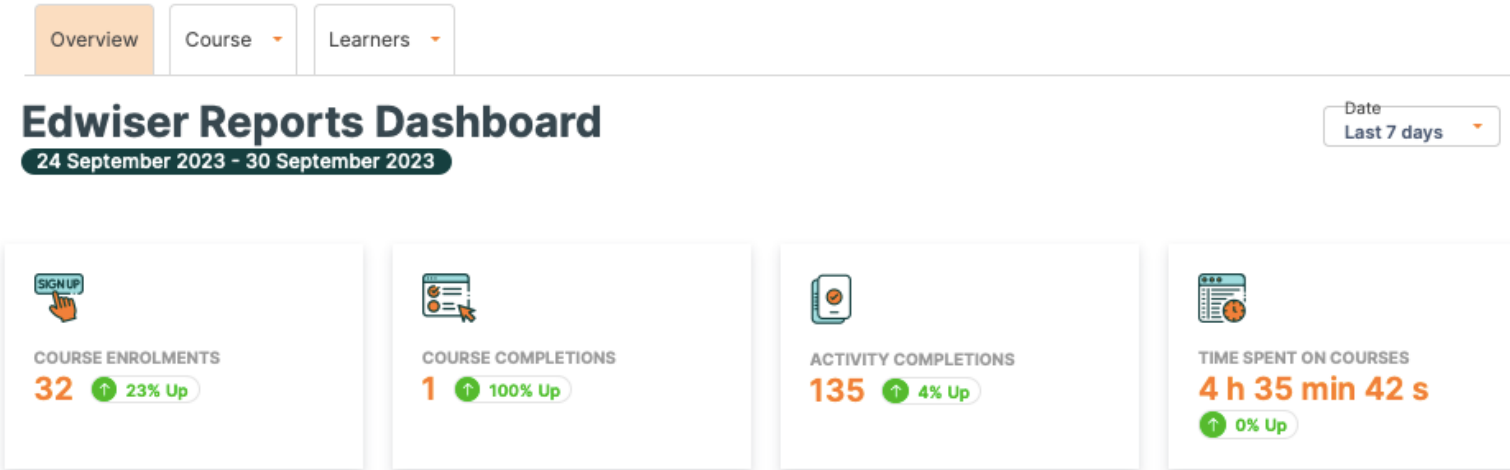 Overview Course Learners
Edwiser Reports Dashboard
24 September 2023 - 30 September 2023
Date
Last 7 days
SIGN UP
COURSE ENROLMENTS
32 23% Up
COURSE COMPLETIONS
1 100% Up
ACTIVITY COMPLETIONS
135 4% Up
TIME SPENT ON COURSES
4 h 35 min 42 s
0% Up